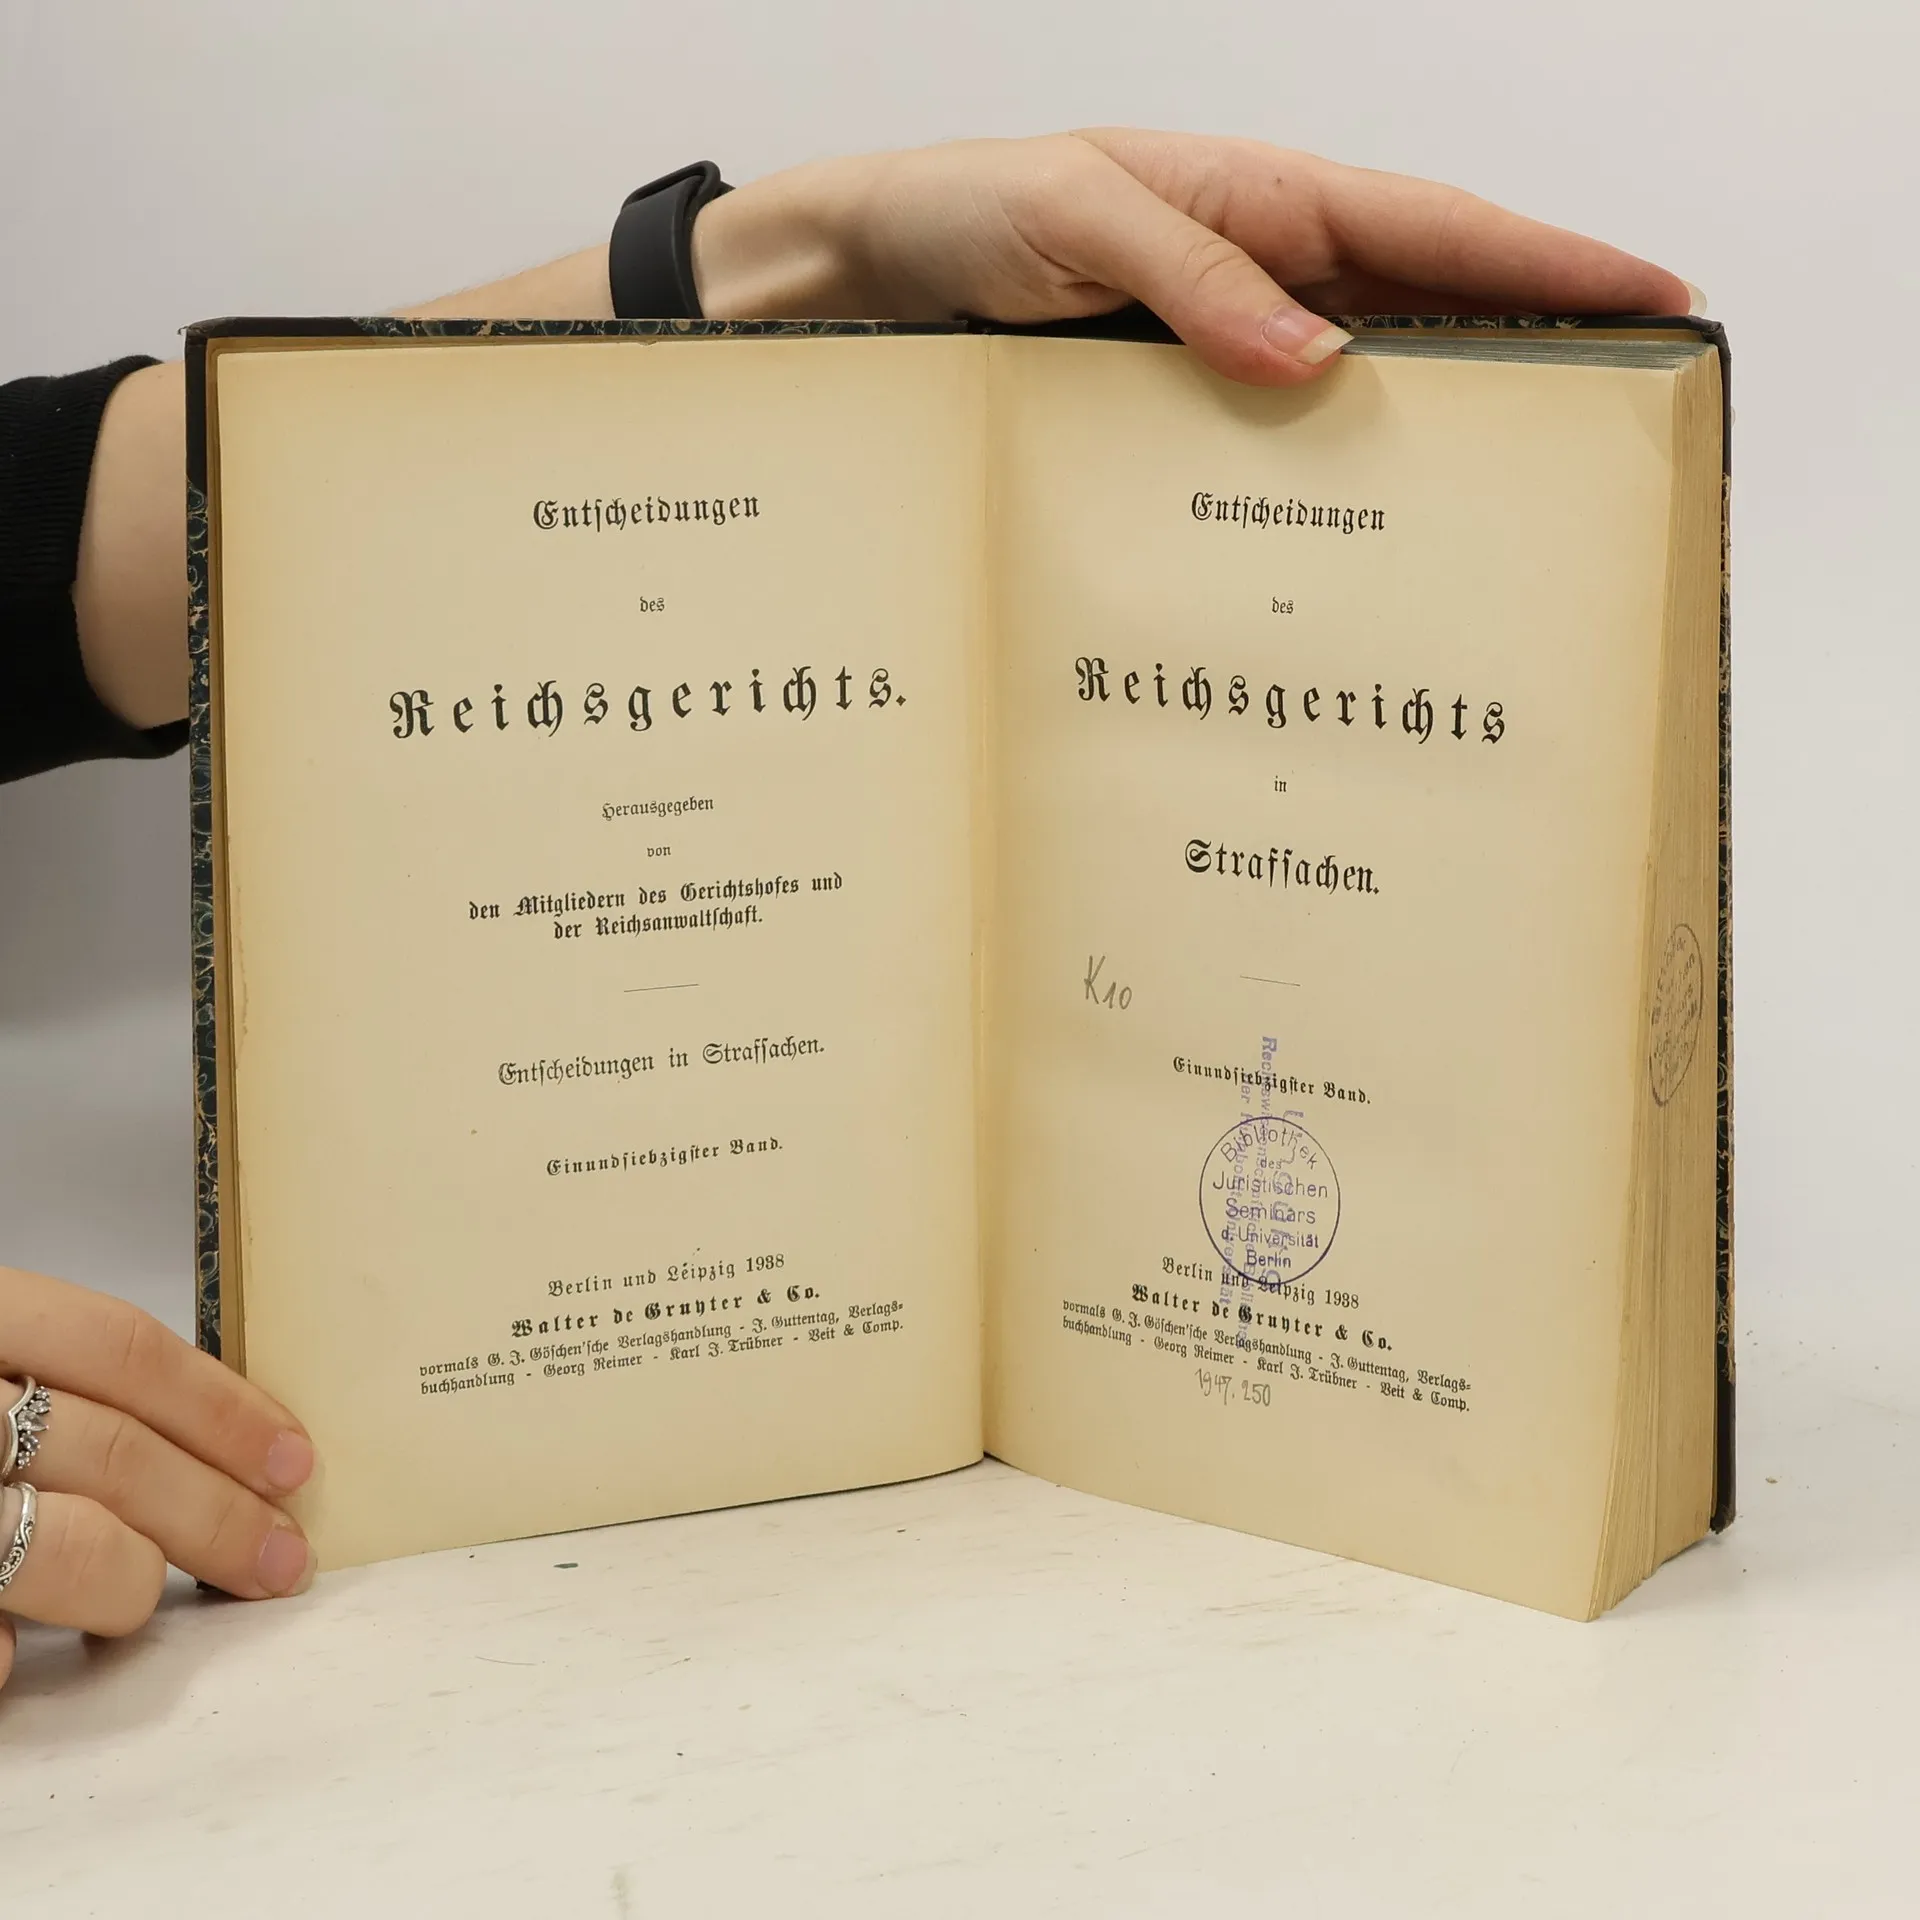 Entscheidungen
des
Reichsgerichts.
Herausgegeben
von
den Mitgliedern des Gerichtshofes und
der Reichsanwaltschaft.
Entscheidungen in Strafsachen.
Einundsiebzigster Band.
Berlin und Leipzig 1938
Walter de Gruyter & Co.
vormals G. J. Göschen'sche Verlagshandlung - J. Guttentag, Verlags-
buchhandlung - Georg Reimer - Karl J. Trübner - Veit & Comp.
Entscheidungen
des
Reichsgerichts
in
Strafsachen.
K10
Einundsiebzigster Band.
Bibliothek
des
Juristischen
Seminars
d. Universität
Berlin
Berlin und Leipzig 1938
Walter de Gruyter & Co.
vormals G. J. Göschen'sche Verlagshandlung - J. Guttentag, Verlags-
buchhandlung - Georg Reimer - Karl J. Trübner - Veit & Comp.
1947. 250